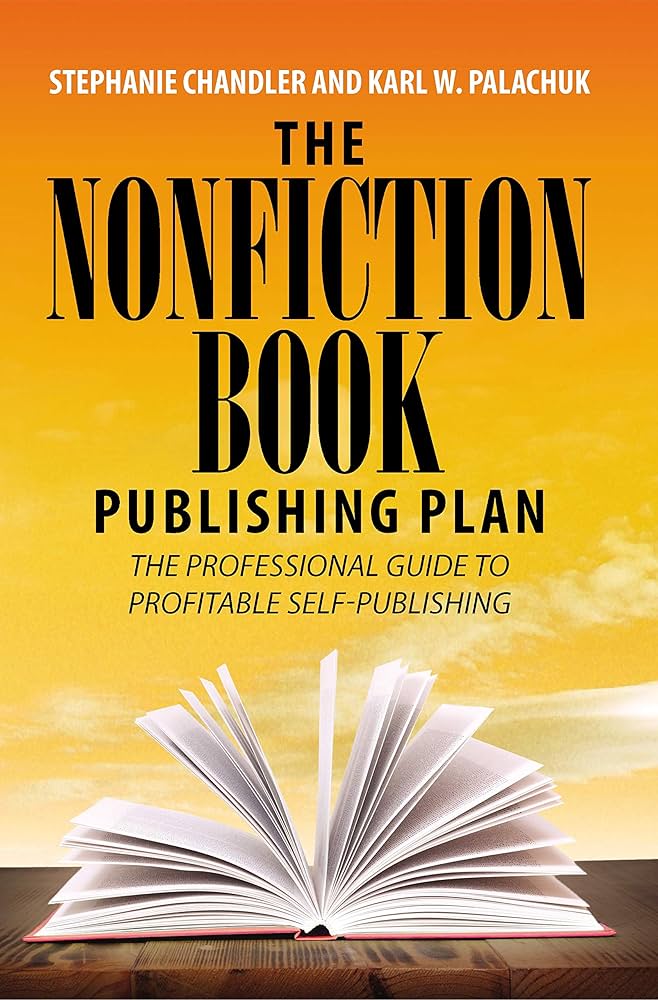 STEPHANIE CHANDLER AND KARL W. PALACHUK
THE
NONFICTION
BOOK
PUBLISHING PLAN
THE PROFESSIONAL GUIDE TO
PROFITABLE SELF-PUBLISHING